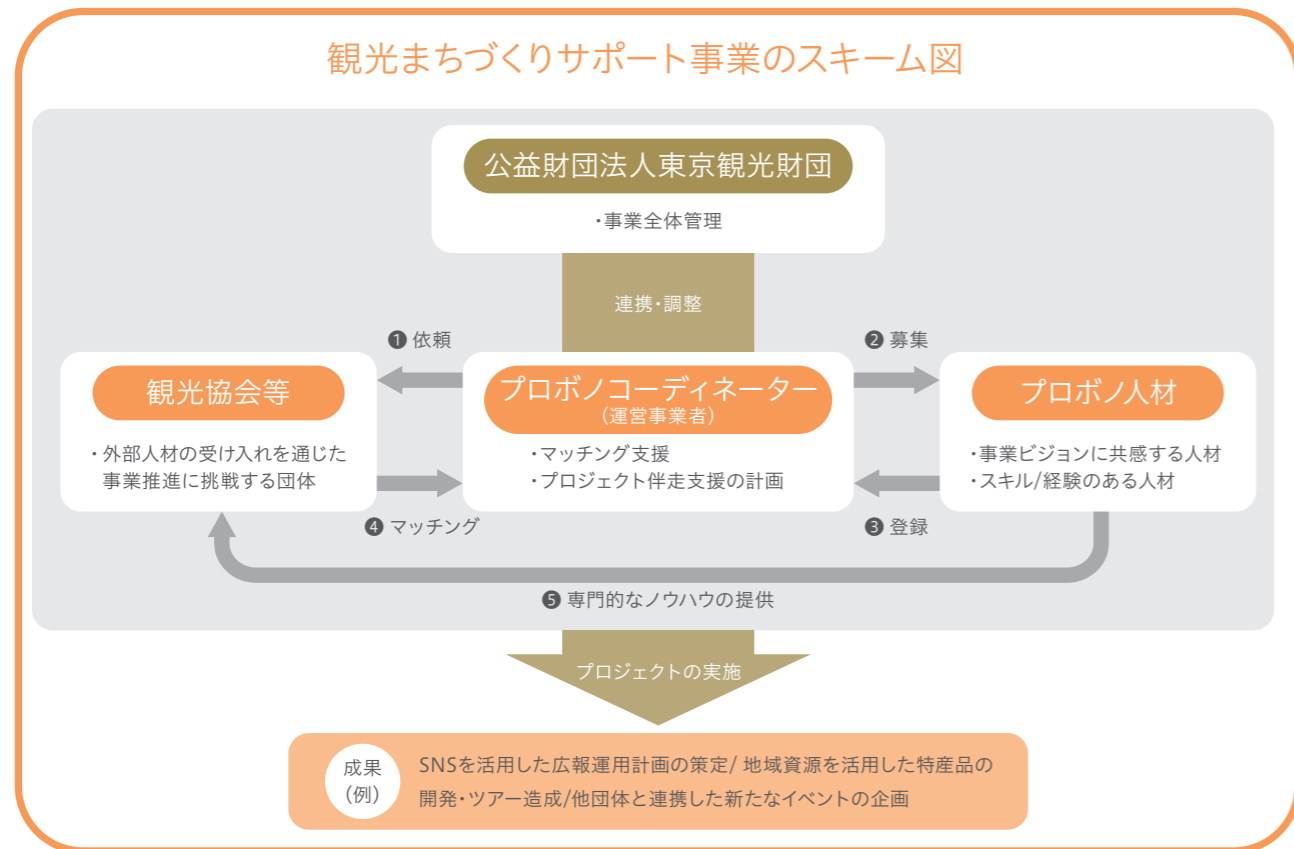 観光まちづくりサポート事業のスキーム図
公益財団法人東京観光財団
・事業全体管理
連携・調整
❶ 依頼
❷ 募集
観光協会等
・外部人材の受け入れを通じた
事業推進に挑戦する団体
プロボノコーディネーター
(運営事業者)
・マッチング支援
・プロジェクト伴走支援の計画
プロボノ人材
・事業ビジョンに共感する人材
・スキル/経験のある人材
❹ マッチング
❸ 登録
❺ 専門的なノウハウの提供
プロジェクトの実施
成果
(例)
SNSを活用した広報運用計画の策定/ 地域資源を活用した特産品の
開発・ツアー造成/他団体と連携した新たなイベントの企画